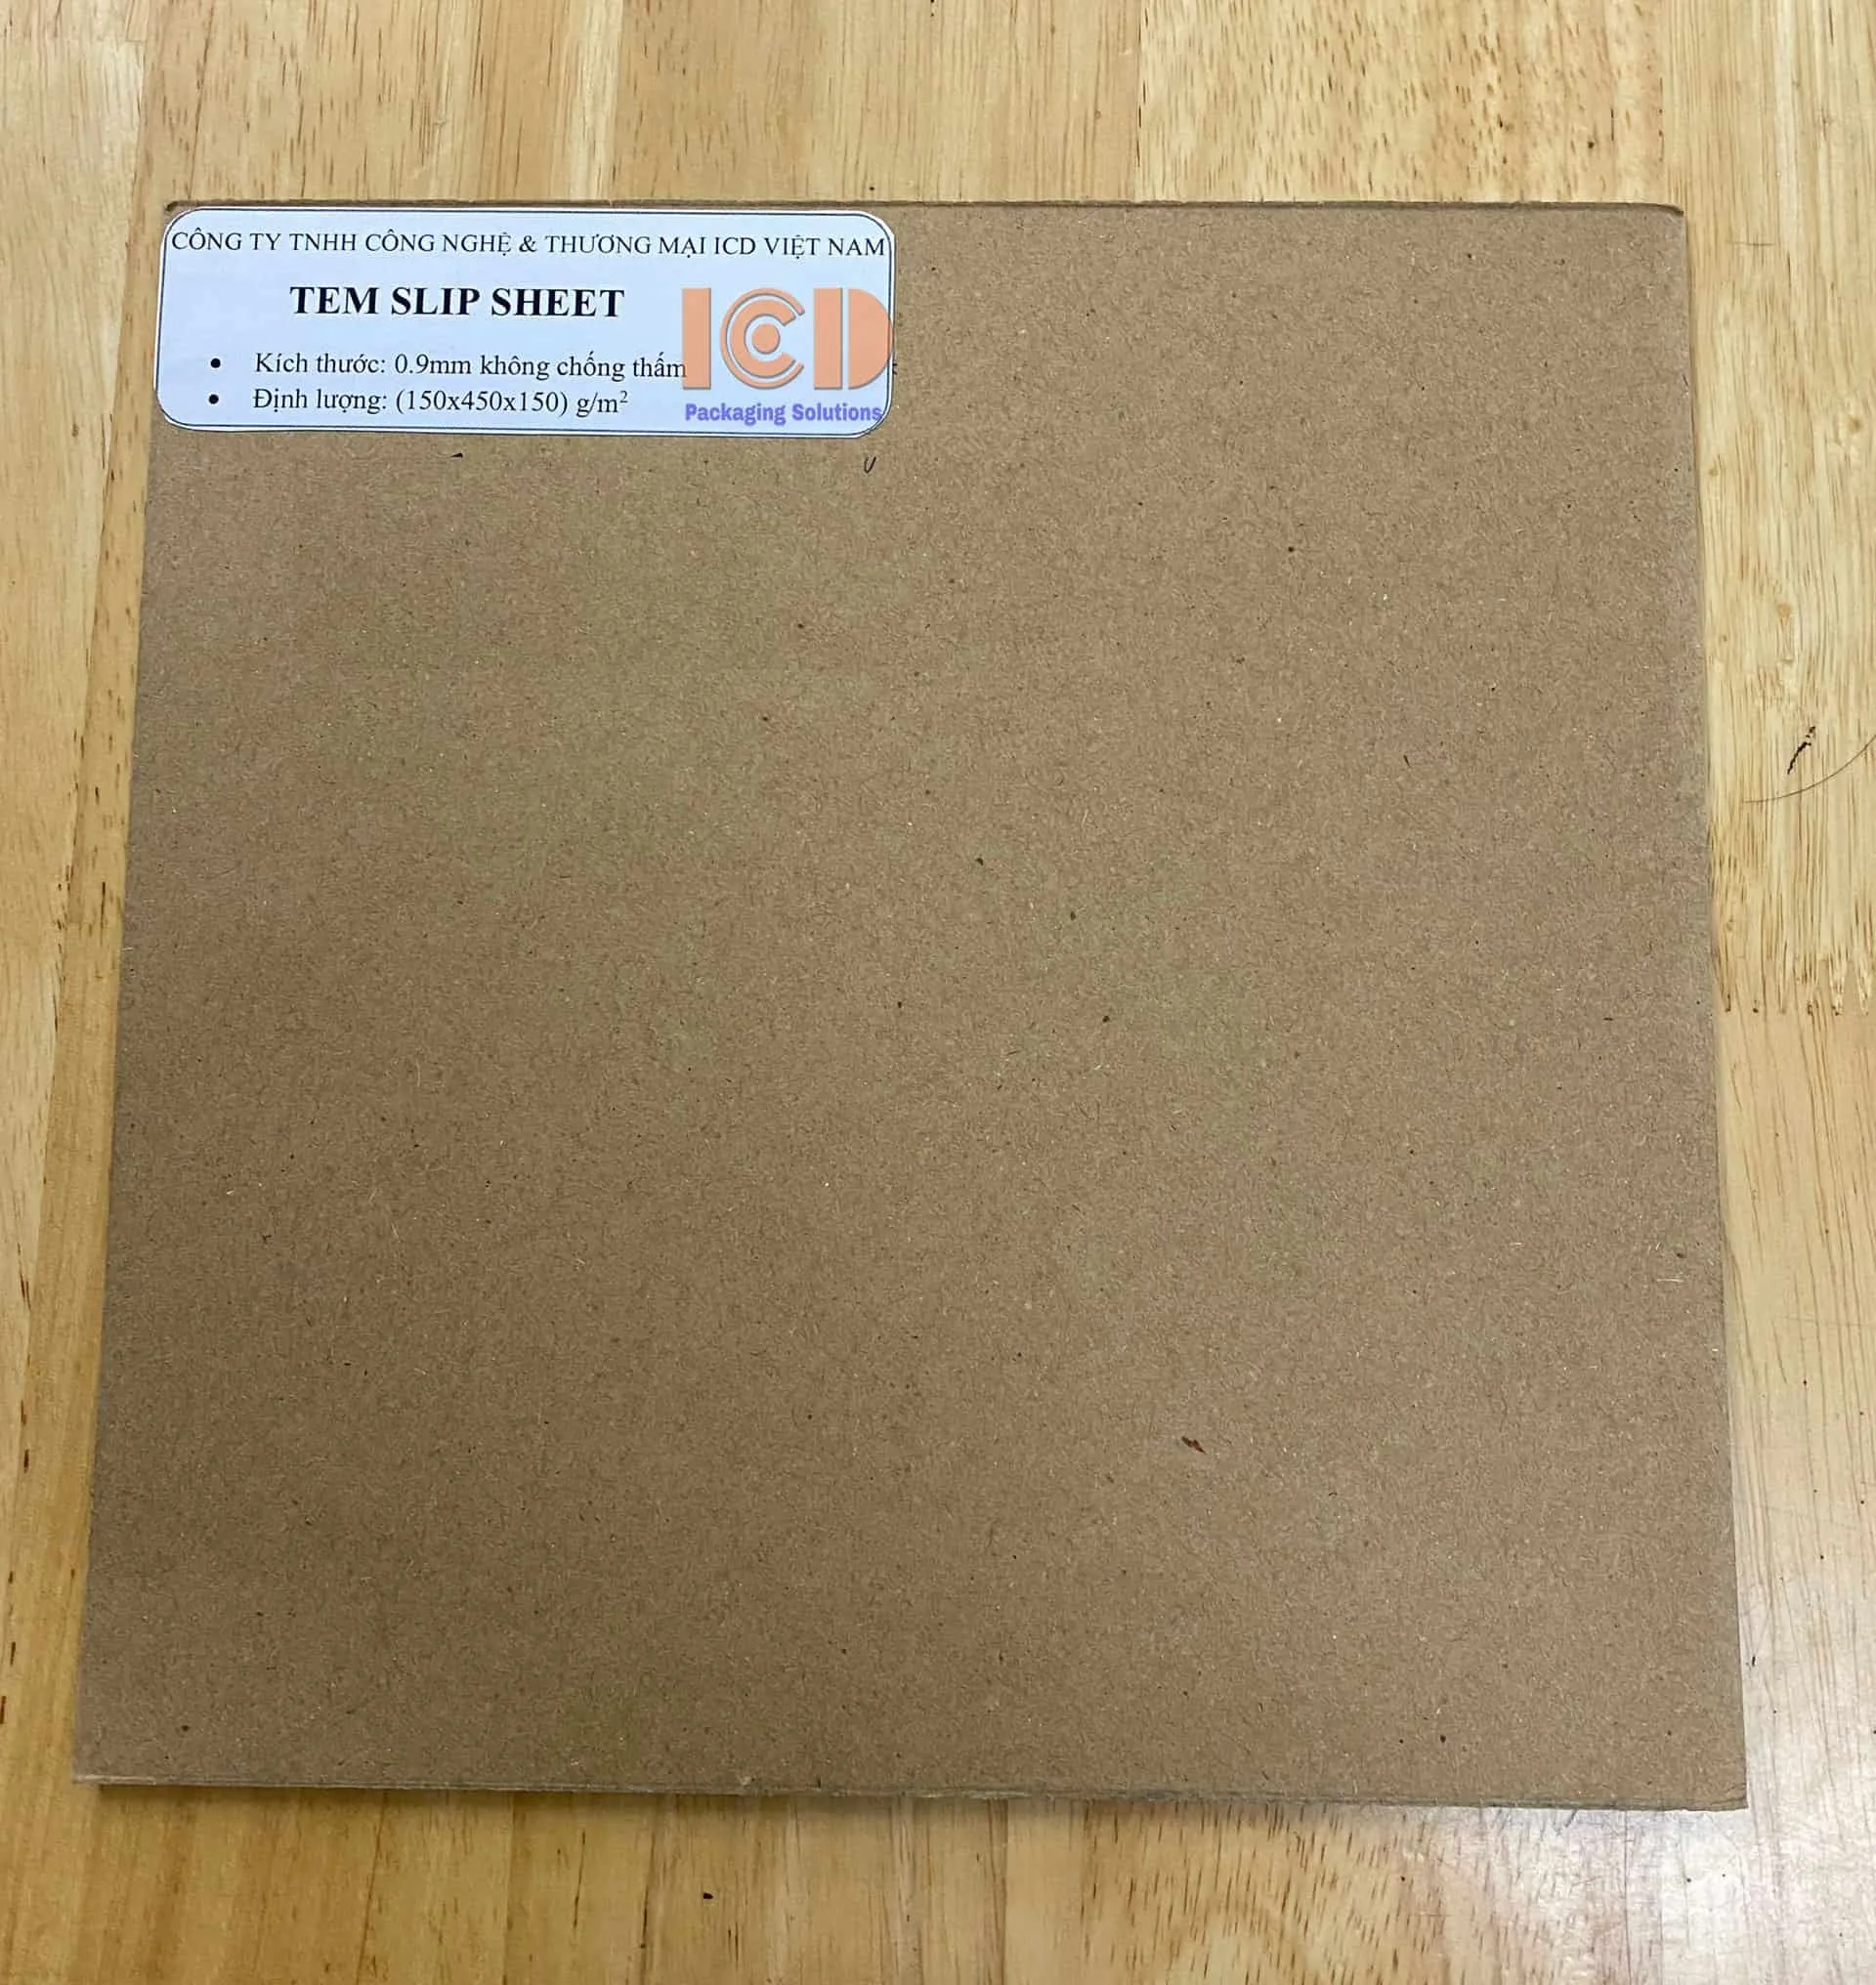 CÔNG TY TNHH CÔNG NGHỆ & THƯƠNG MẠI ICD VIỆT NAM
TEM SLIP SHEET
ICD
Packaging Solutions
• Kích thước: 0.9mm không chống thấm
• Định lượng: (150x450x150) g/m²